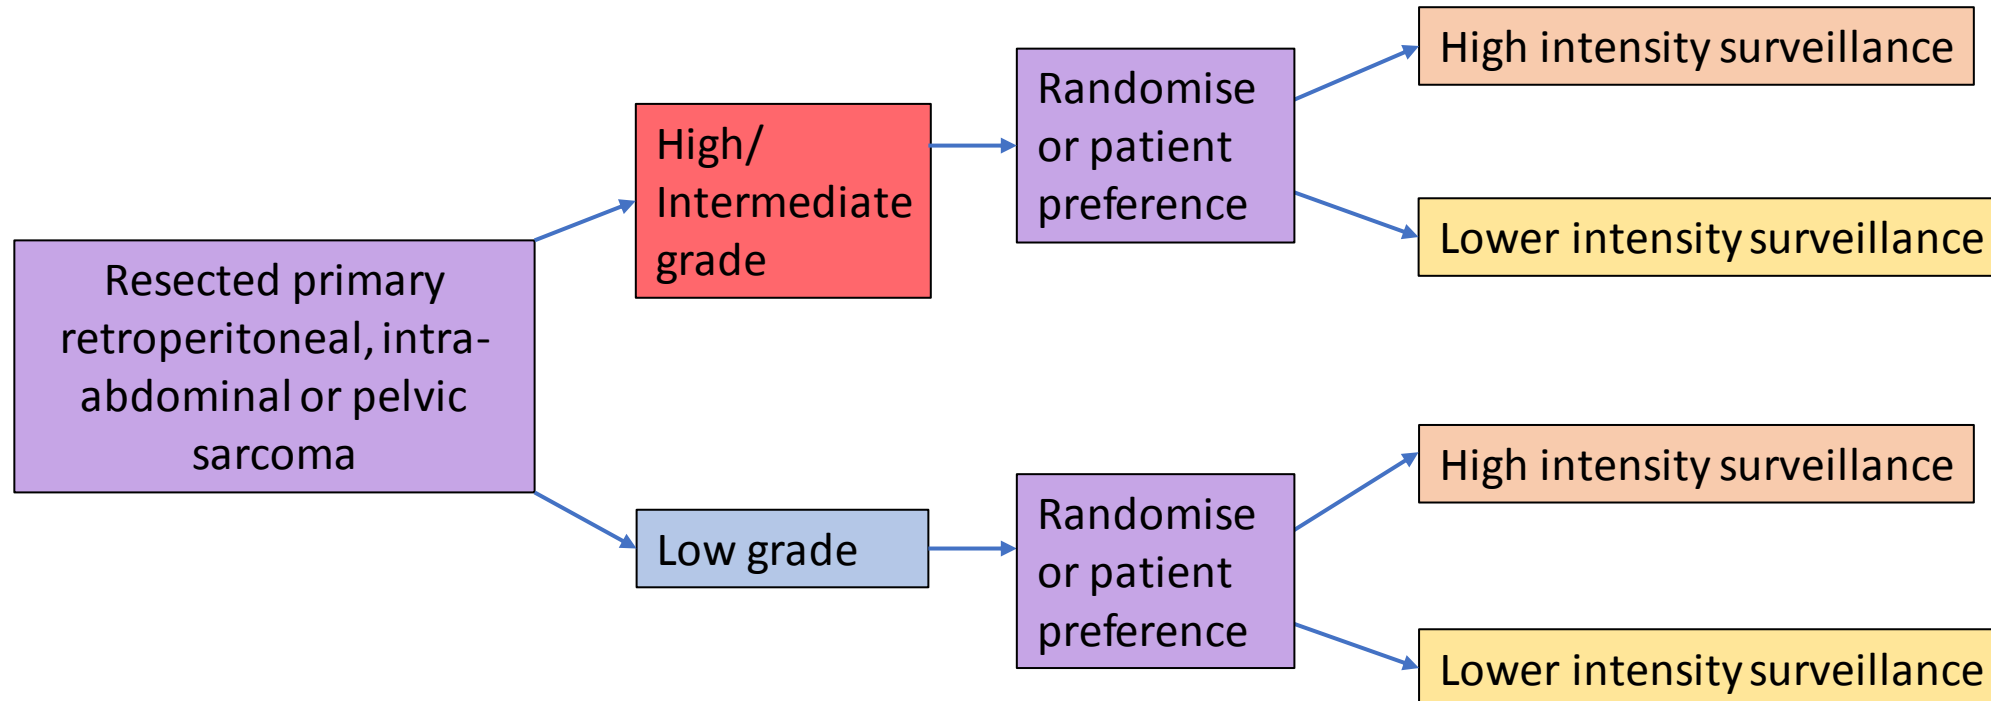 Resected primary
retroperitoneal, intra-
abdominal or pelvic
sarcoma
High/
Intermediate
grade
Randomise
or patient
preference
High intensity surveillance
Lower intensity surveillance
Low grade
Randomise
or patient
preference
High intensity surveillance
Lower intensity surveillance